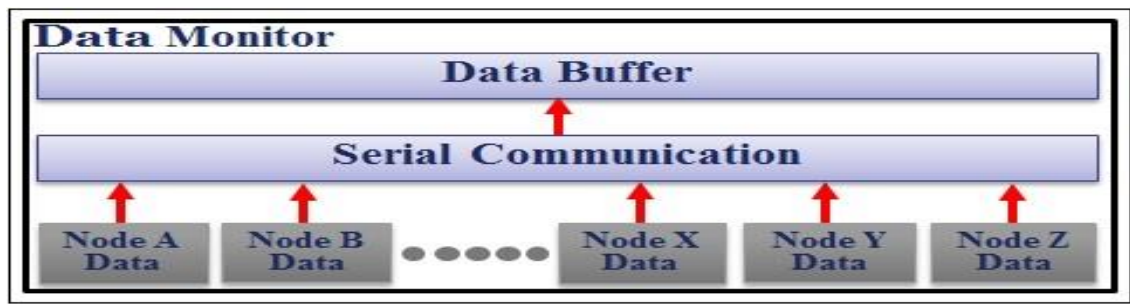 Data Monitor
Data Buffer
Serial Communication
Node A
Data
Node B
Data
Node X
Data
Node Y
Data
Node Z
Data